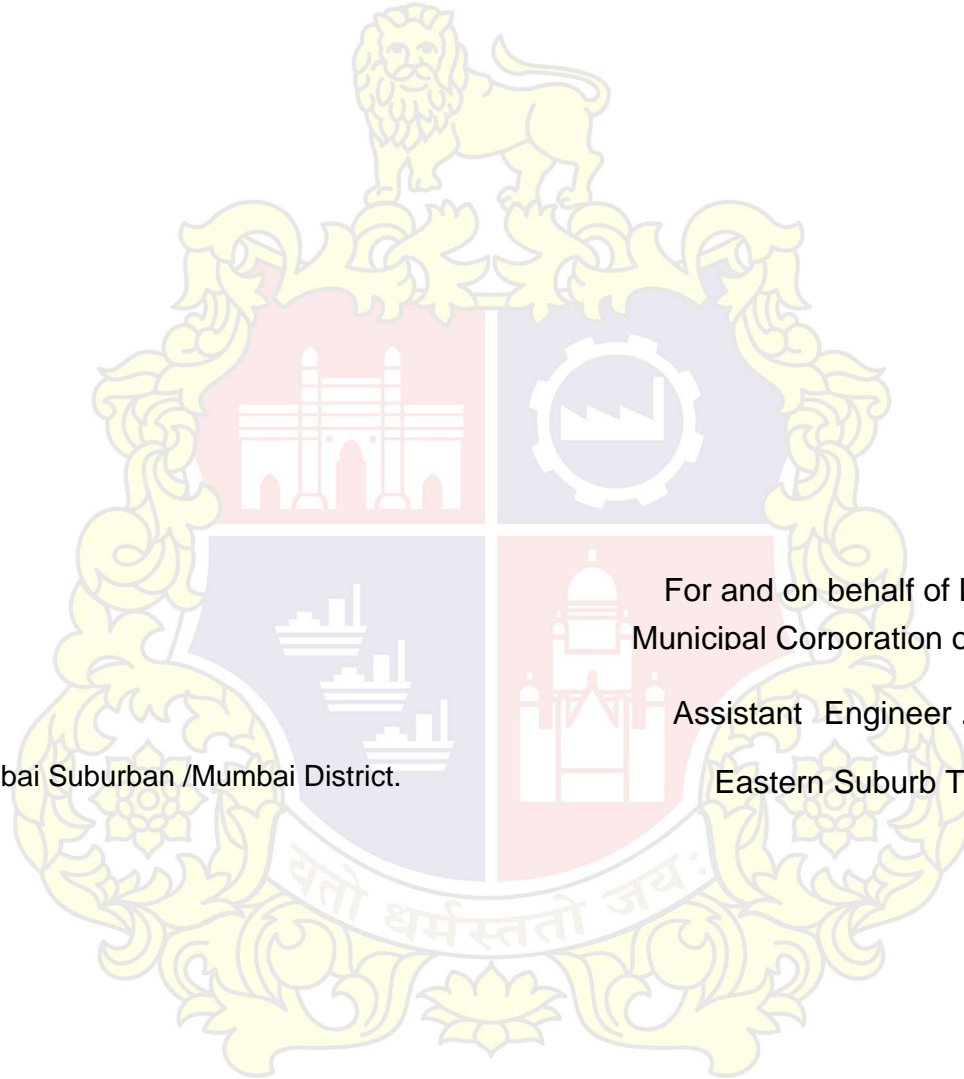 For and on behalf of
Municipal Corporation
Assistant Engineer
bai Suburban /Mumbai District.
Eastern Suburb
यतो धर्मस्ततो जय: